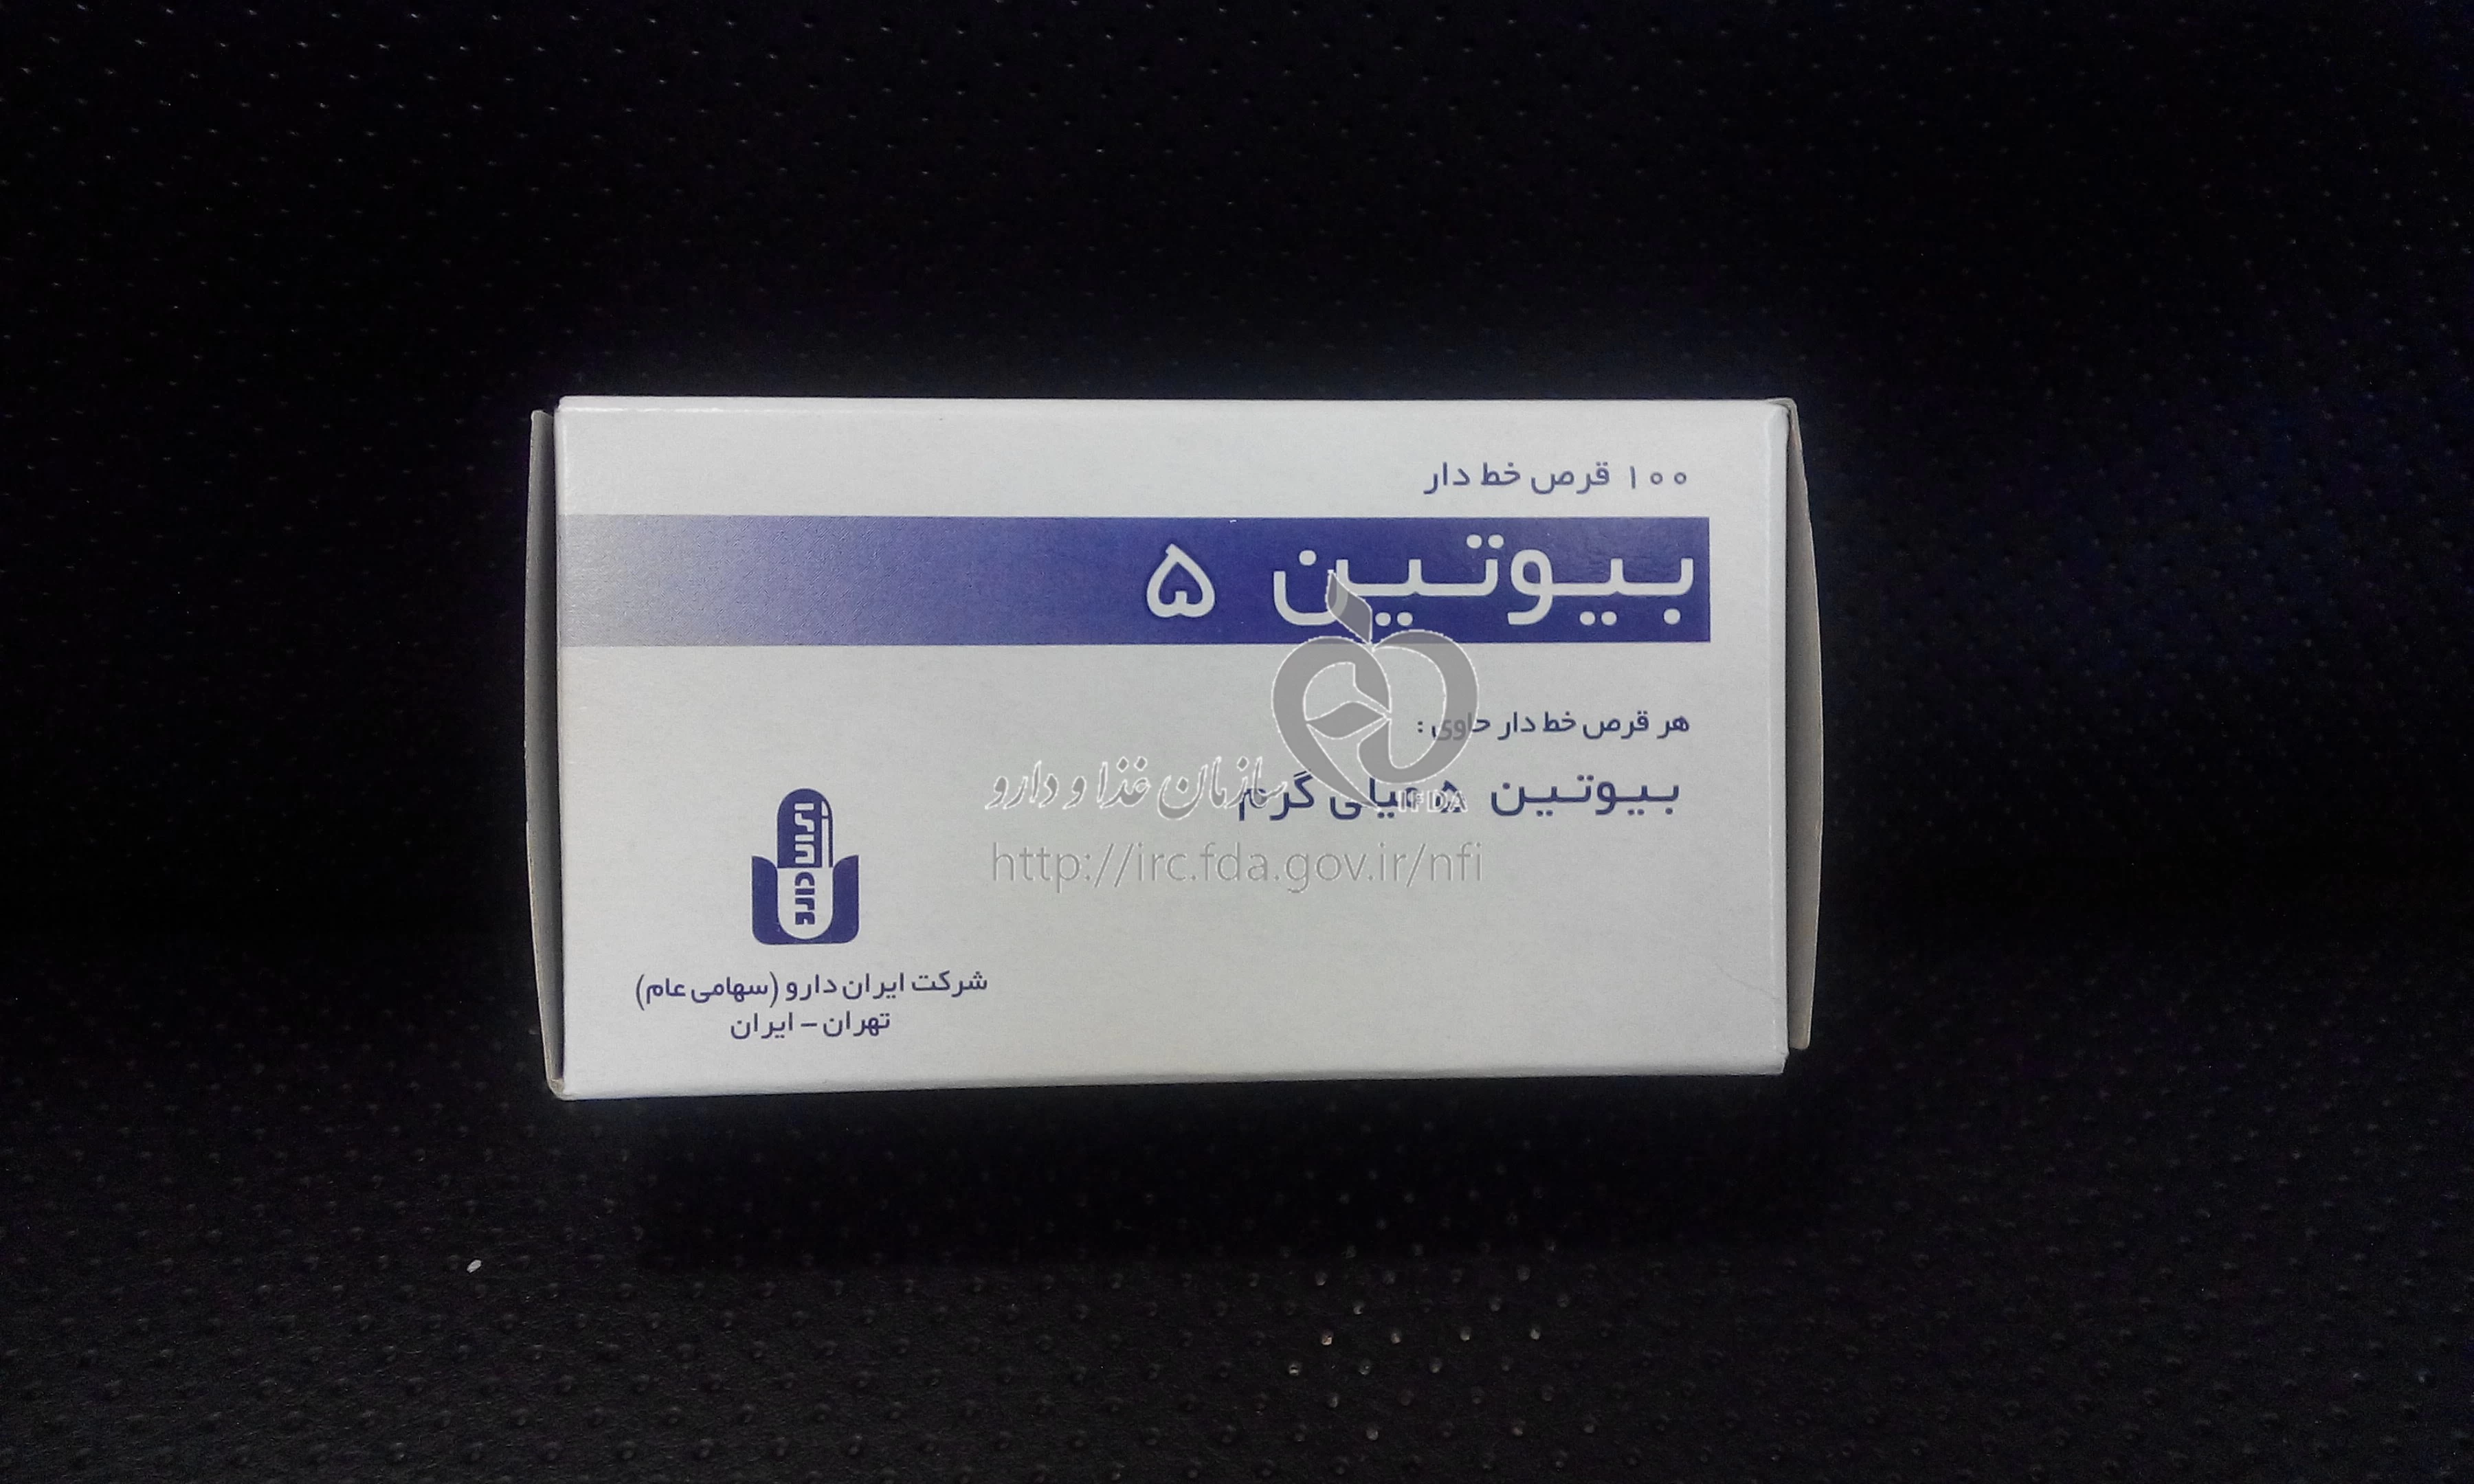 ۱۰۰ قرص خط دار
بیوتین ۵
هر قرص خط دار حاوی :
بیوتین ۵ میلی گرم
IFDA
سازمان غذا و دارو
http://irc.fda.gov.ir/nfi
ایران دارو
شرکت ایران دارو (سهامی عام)
تهران - ایران